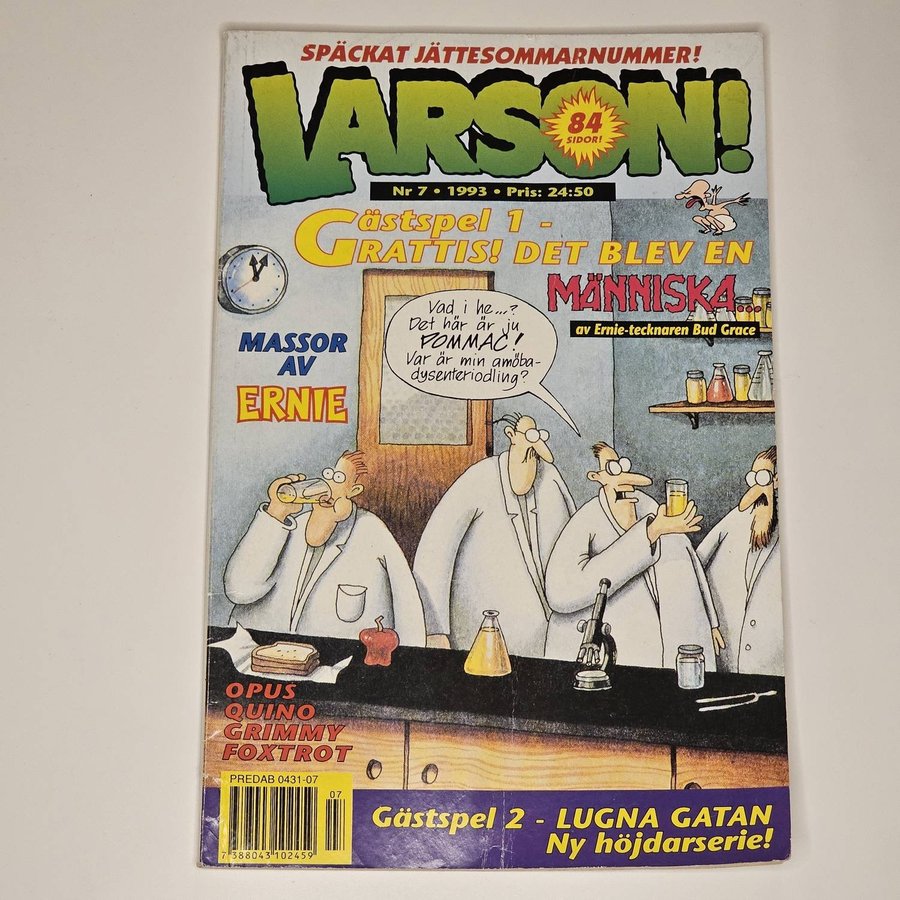 SPÄCKAT JÄTTESOMMARNUMMER!
LARSON!
84
SIDOR!
Nr 7 • 1993 • Pris: 24:50
Gästspel 1 -
GRATTIS! DET BLEV EN
MÄNNISKA...
av Ernie-tecknaren Bud Grace
MASSOR
AV
ERNIE
Vad i he...?
Det här är ju
POMMAC!
Var är min amöba-
dysenteriodling?
OPUS
QUINO
GRIMMY
FOXTROT
PREDAB 0431-07
07
7 388043 102459
Gästspel 2 - LUGNA GATAN
Ny höjdarserie!